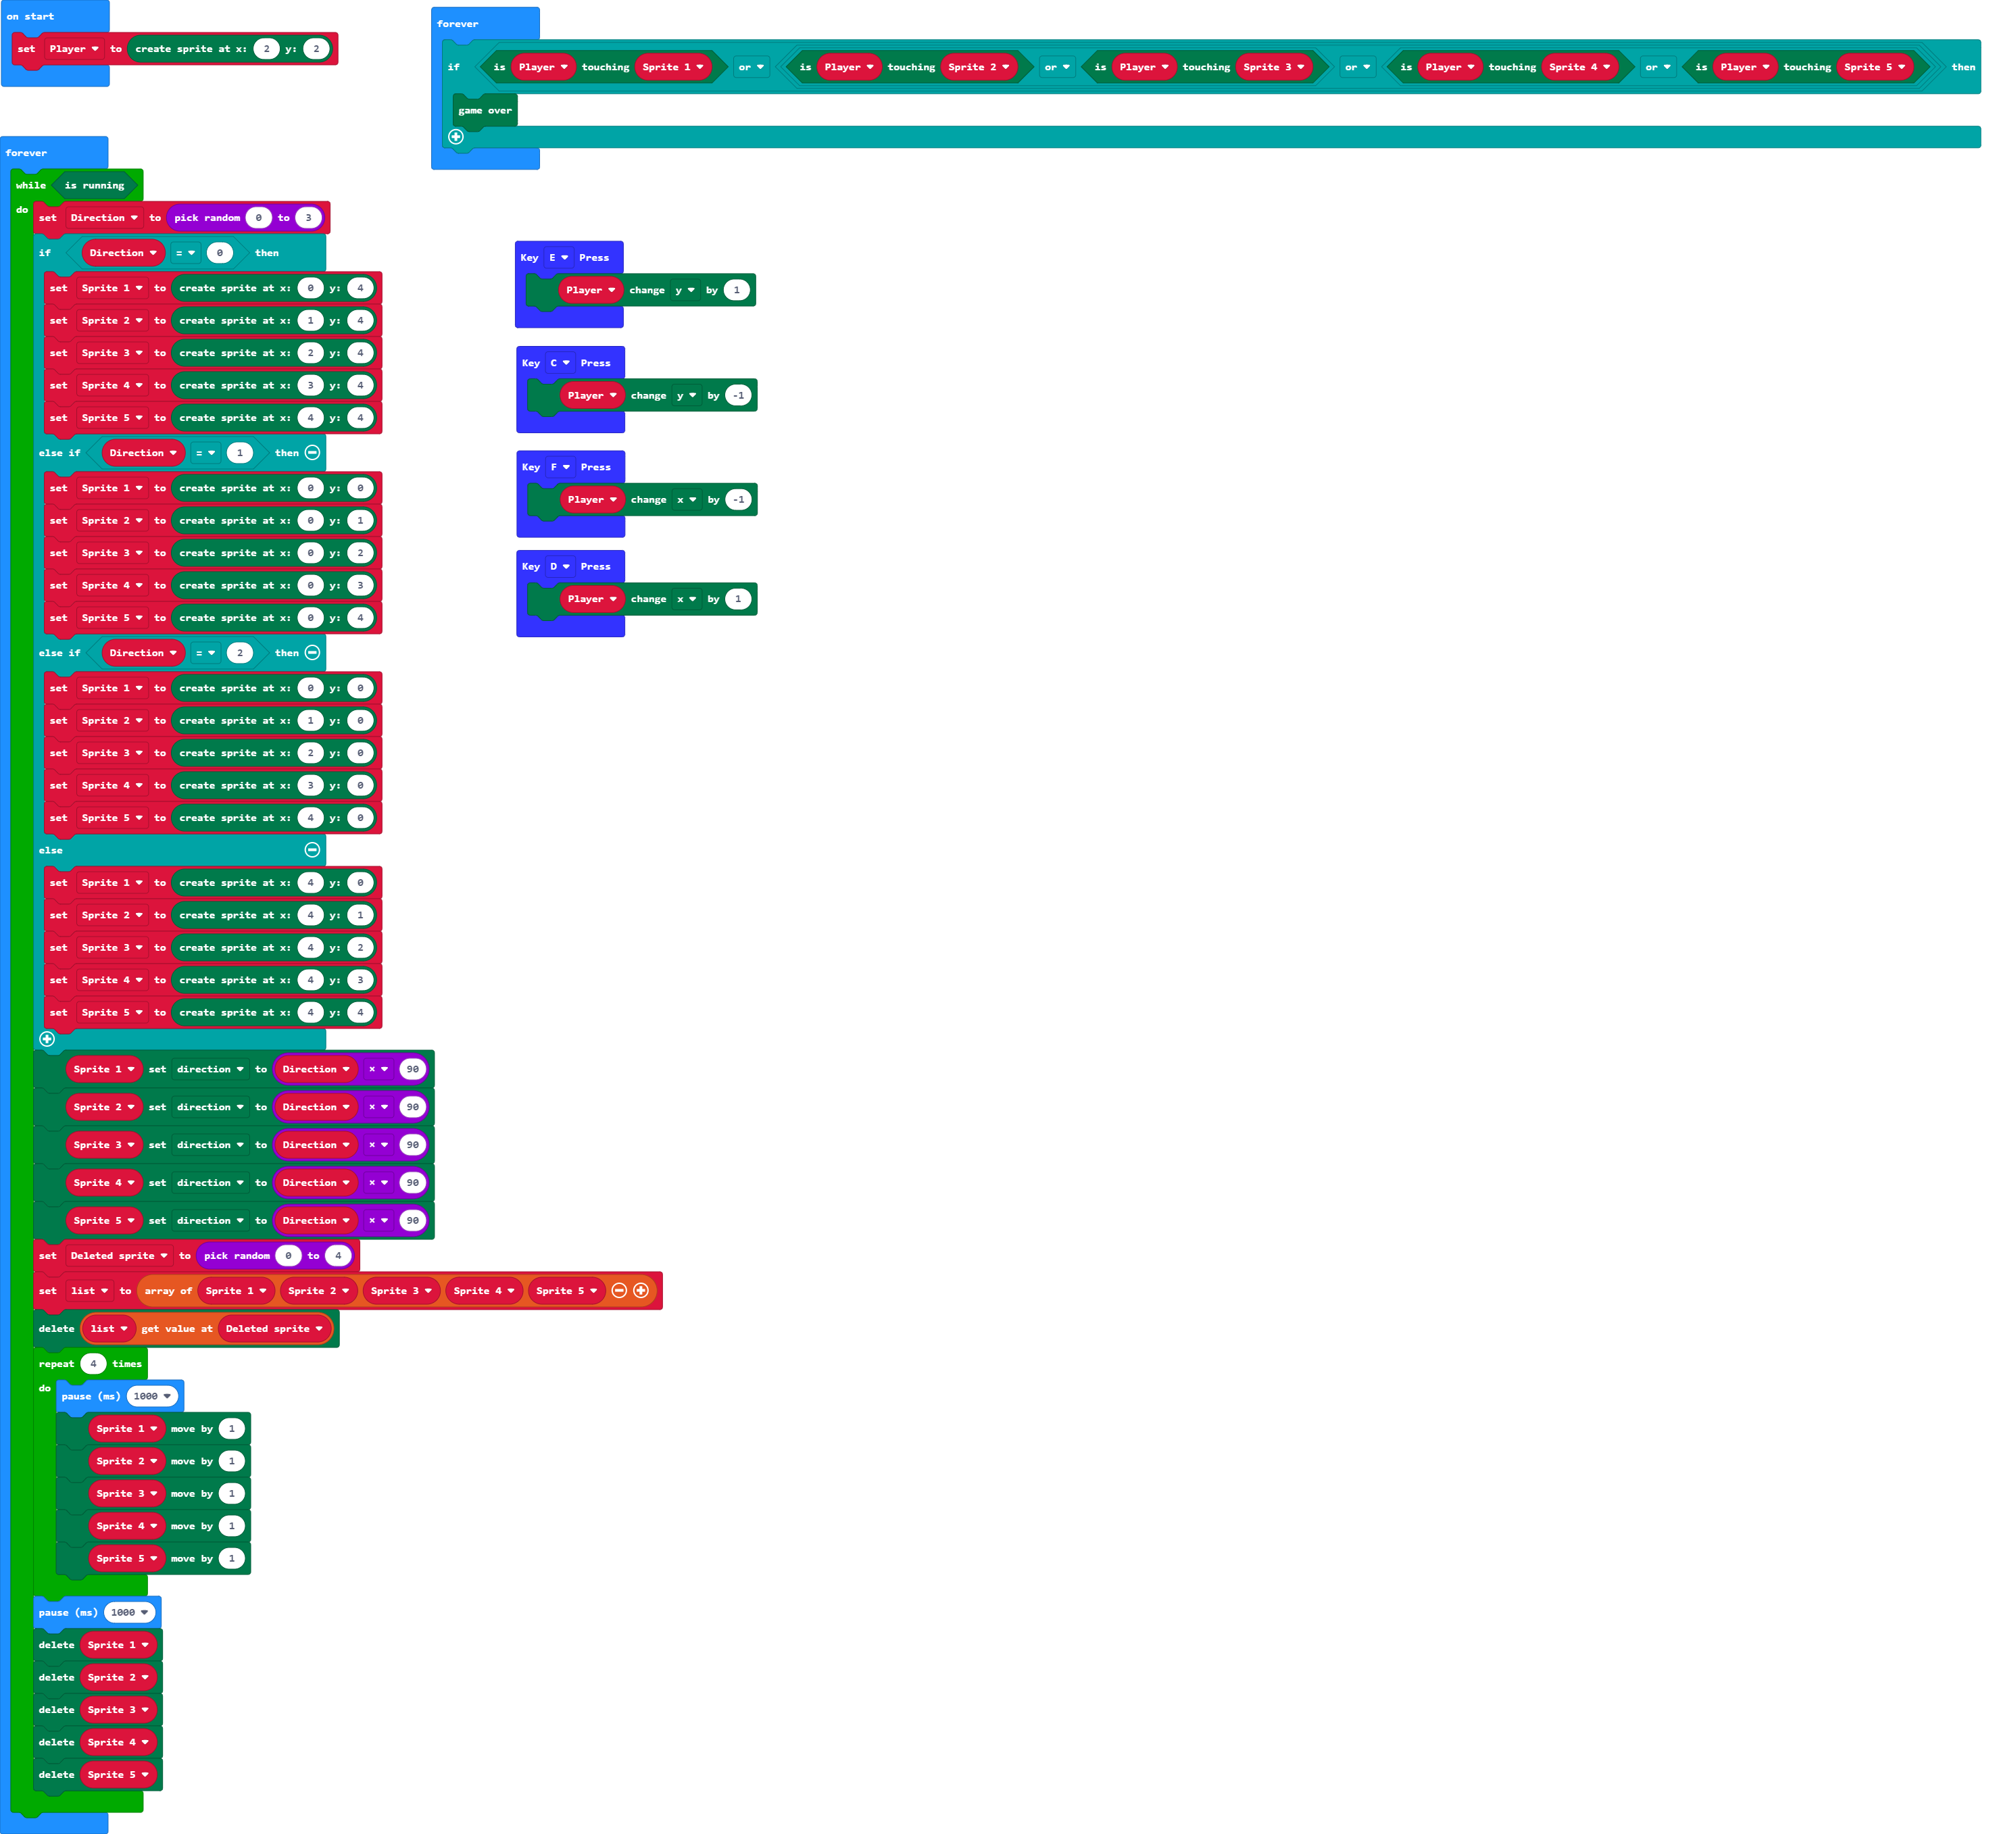 on start
set Player to create sprite at x: 2 y: 2
forever
while is running
do
set Direction to pick random 0 to 3
if Direction = 0 then
set Sprite 1 to create sprite at x: 0 y: 4
set Sprite 2 to create sprite at x: 1 y: 4
set Sprite 3 to create sprite at x: 2 y: 4
set Sprite 4 to create sprite at x: 3 y: 4
set Sprite 5 to create sprite at x: 4 y: 4
else if Direction = 1 then
set Sprite 1 to create sprite at x: 0 y: 0
set Sprite 2 to create sprite at x: 0 y: 1
set Sprite 3 to create sprite at x: 0 y: 2
set Sprite 4 to create sprite at x: 0 y: 3
set Sprite 5 to create sprite at x: 0 y: 4
else if Direction = 2 then
set Sprite 1 to create sprite at x: 0 y: 0
set Sprite 2 to create sprite at x: 1 y: 0
set Sprite 3 to create sprite at x: 2 y: 0
set Sprite 4 to create sprite at x: 3 y: 0
set Sprite 5 to create sprite at x: 4 y: 0
else
set Sprite 1 to create sprite at x: 4 y: 0
set Sprite 2 to create sprite at x: 4 y: 1
set Sprite 3 to create sprite at x: 4 y: 2
set Sprite 4 to create sprite at x: 4 y: 3
set Sprite 5 to create sprite at x: 4 y: 4
Sprite 1 set direction to Direction × 90
Sprite 2 set direction to Direction × 90
Sprite 3 set direction to Direction × 90
Sprite 4 set direction to Direction × 90
Sprite 5 set direction to Direction × 90
set Deleted sprite to pick random 0 to 4
set list to array of Sprite 1 Sprite 2 Sprite 3 Sprite 4 Sprite 5
delete list get value at Deleted sprite
repeat 4 times
do
pause (ms) 1000
Sprite 1 move by 1
Sprite 2 move by 1
Sprite 3 move by 1
Sprite 4 move by 1
Sprite 5 move by 1
pause (ms) 1000
delete Sprite 1
delete Sprite 2
delete Sprite 3
delete Sprite 4
delete Sprite 5
forever
if is Player touching Sprite 1 or is Player touching Sprite 2 or is Player touching Sprite 3 or is Player touching Sprite 4 or is Player touching Sprite 5 then
game over
Key E Press
Player change y by 1
Key C Press
Player change y by -1
Key F Press
Player change x by -1
Key D Press
Player change x by 1